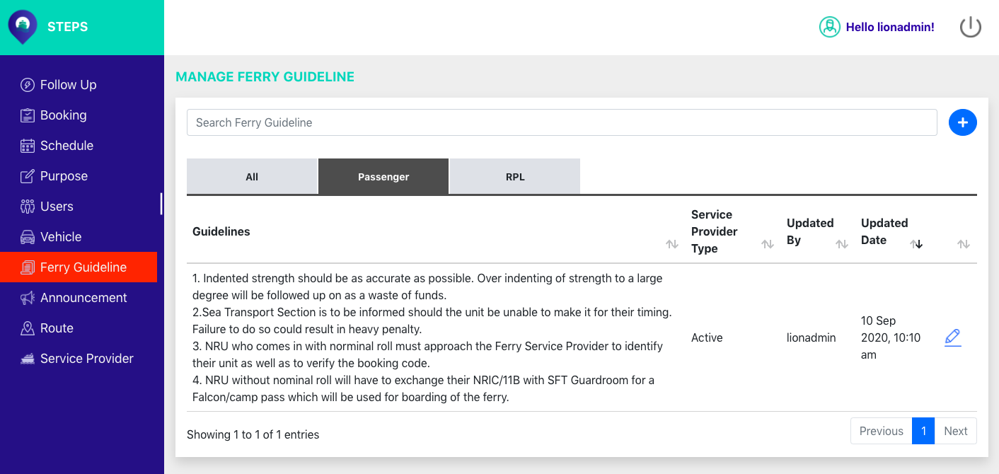 STEPS
Hello lionadmin!
Follow Up
Booking
Schedule
Purpose
Users
Vehicle
Ferry Guideline
Announcement
Route
Service Provider
MANAGE FERRY GUIDELINE
Search Ferry Guideline
All
Passenger
RPL
Guidelines
Service
Provider
Type
Updated
By
Updated
Date
1. Indented strength should be as accurate as possible. Over indenting of strength to a large
degree will be followed up on as a waste of funds.
2.Sea Transport Section is to be informed should the unit be unable to make it for their timing.
Failure to do so could result in heavy penalty.
3. NRU who comes in with norminal roll must approach the Ferry Service Provider to identify
their unit as well as to verify the booking code.
4. NRU without nominal roll will have to exchange their NRIC/11B with SFT Guardroom for a
Falcon/camp pass which will be used for boarding of the ferry.
Active
lionadmin
10 Sep
2020, 10:10
am
Showing 1 to 1 of 1 entries
Previous
1
Next